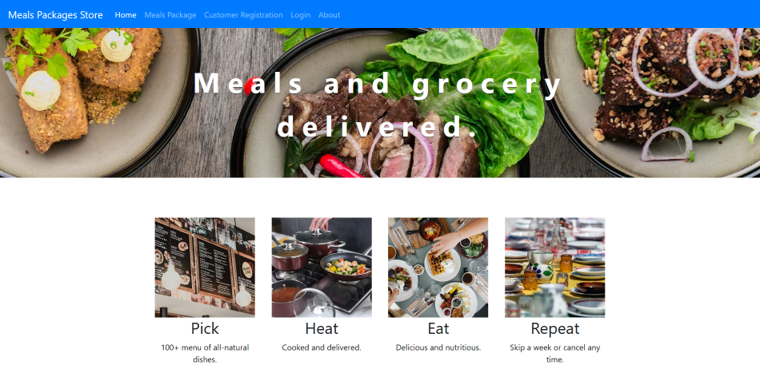 Meals Packages Store Home Meals Package Customer Registration Login About
Meals and grocery
delivered.
Pick Heat Eat Repeat
100+ menu of all-natural Cooked and delivered. Delicious and nutritious. Skip a week or cancel any
dishes. time.